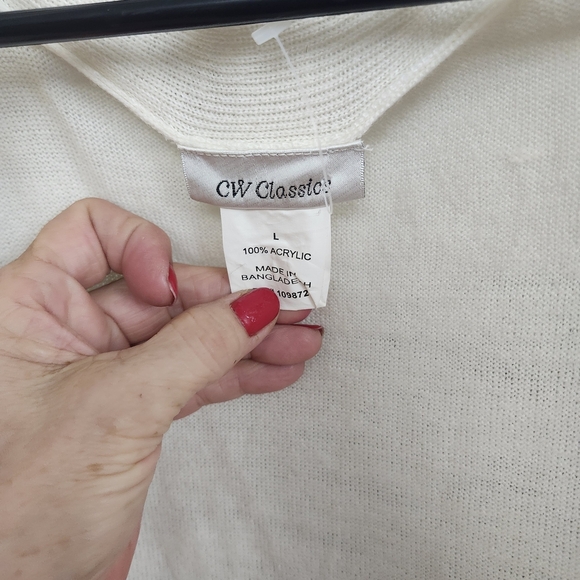 CW Classics
L
100% ACRYLIC
MADE IN
BANGLADESH
109872